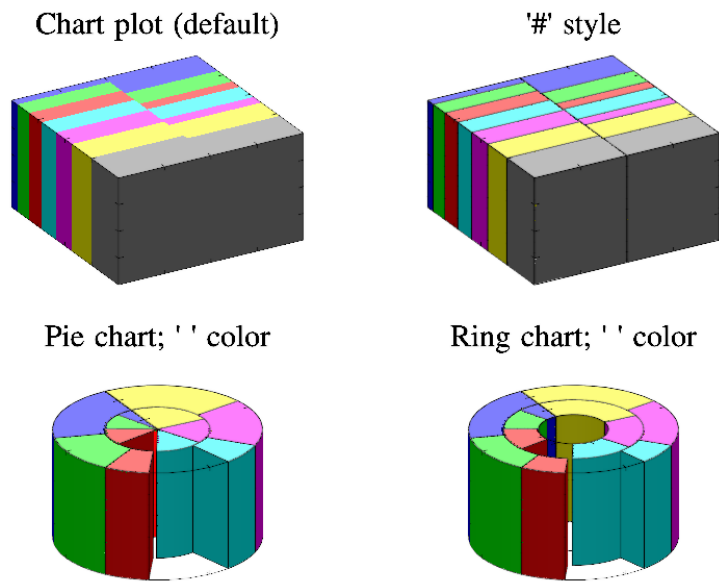 Chart plot (default)
'#' style
Pie chart; ' ' color
Ring chart; ' ' color